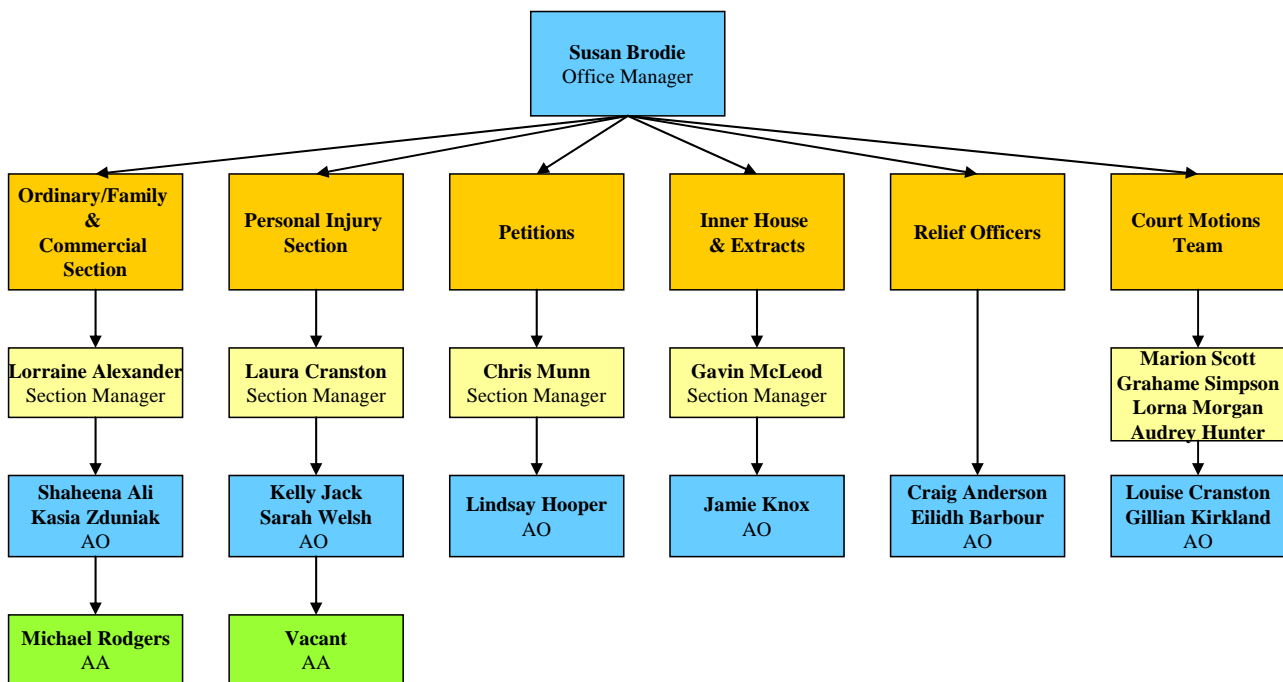 Susan Brodie
Office Manager
Ordinary/Family
&
Commercial
Section
Personal Injury
Section
Petitions
Inner House
& Extracts
Relief Officers
Court Motions
Team
Lorraine Alexander
Section Manager
Laura Cranston
Section Manager
Chris Munn
Section Manager
Gavin McLeod
Section Manager
Marion Scott
Grahame Simpson
Lorna Morgan
Audrey Hunter
Shaheena Ali
Kasia Zduniak
AO
Kelly Jack
Sarah Welsh
AO
Lindsay Hooper
AO
Jamie Knox
AO
Craig Anderson
Eilidh Barbour
AO
Louise Cranston
Gillian Kirkland
AO
Michael Rodgers
AA
Vacant
AA